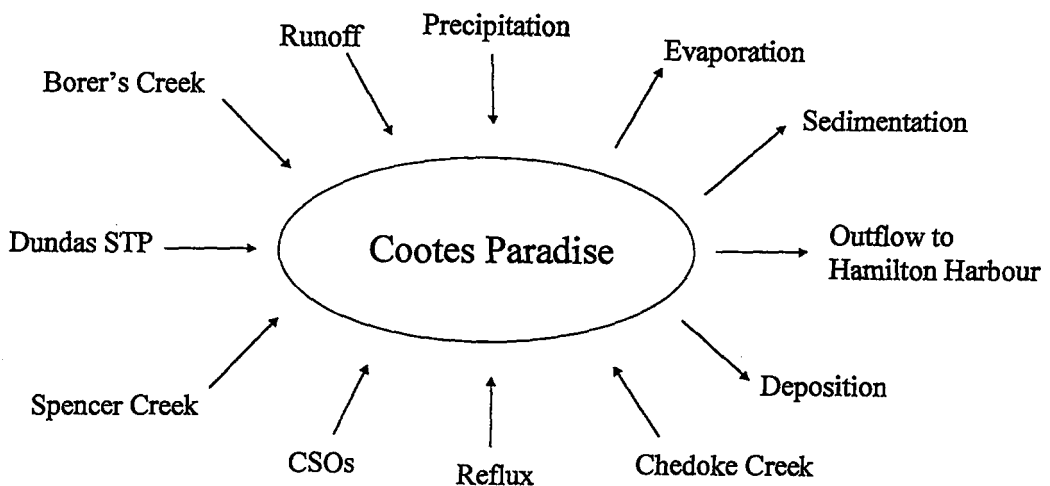 Precipitation
Runoff
Evaporation
Borer's Creek
Sedimentation
Dundas STP
Cootes Paradise
Outflow to
Hamilton Harbour
Spencer Creek
Deposition
CSOs
Reflux
Chedoke Creek